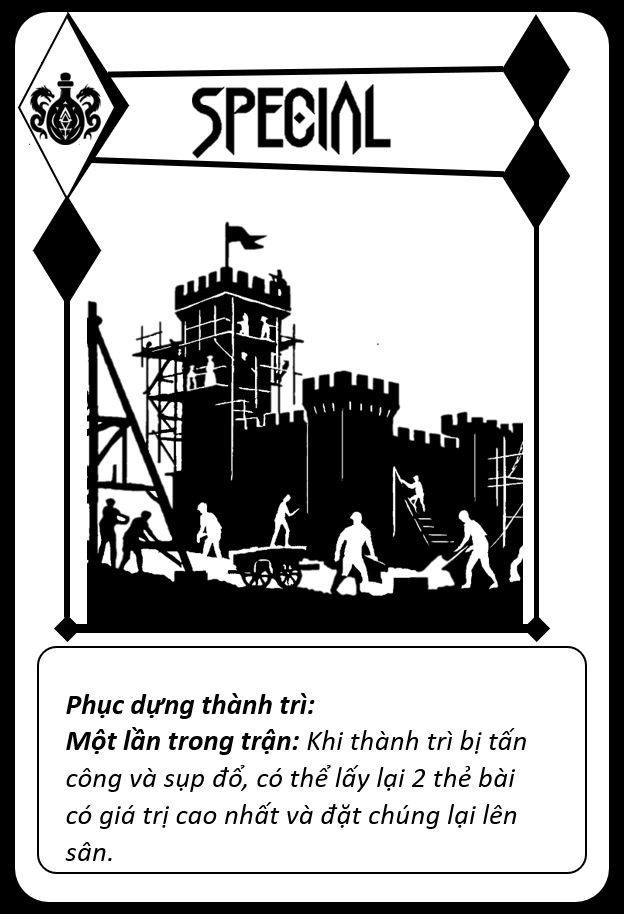 SPECIAL
Phục dựng thành trì:
Một lần trong trận: Khi thành trì bị tấn
công và sụp đổ, có thể lấy lại 2 thẻ bài
có giá trị cao nhất và đặt chúng lại lên
sân.